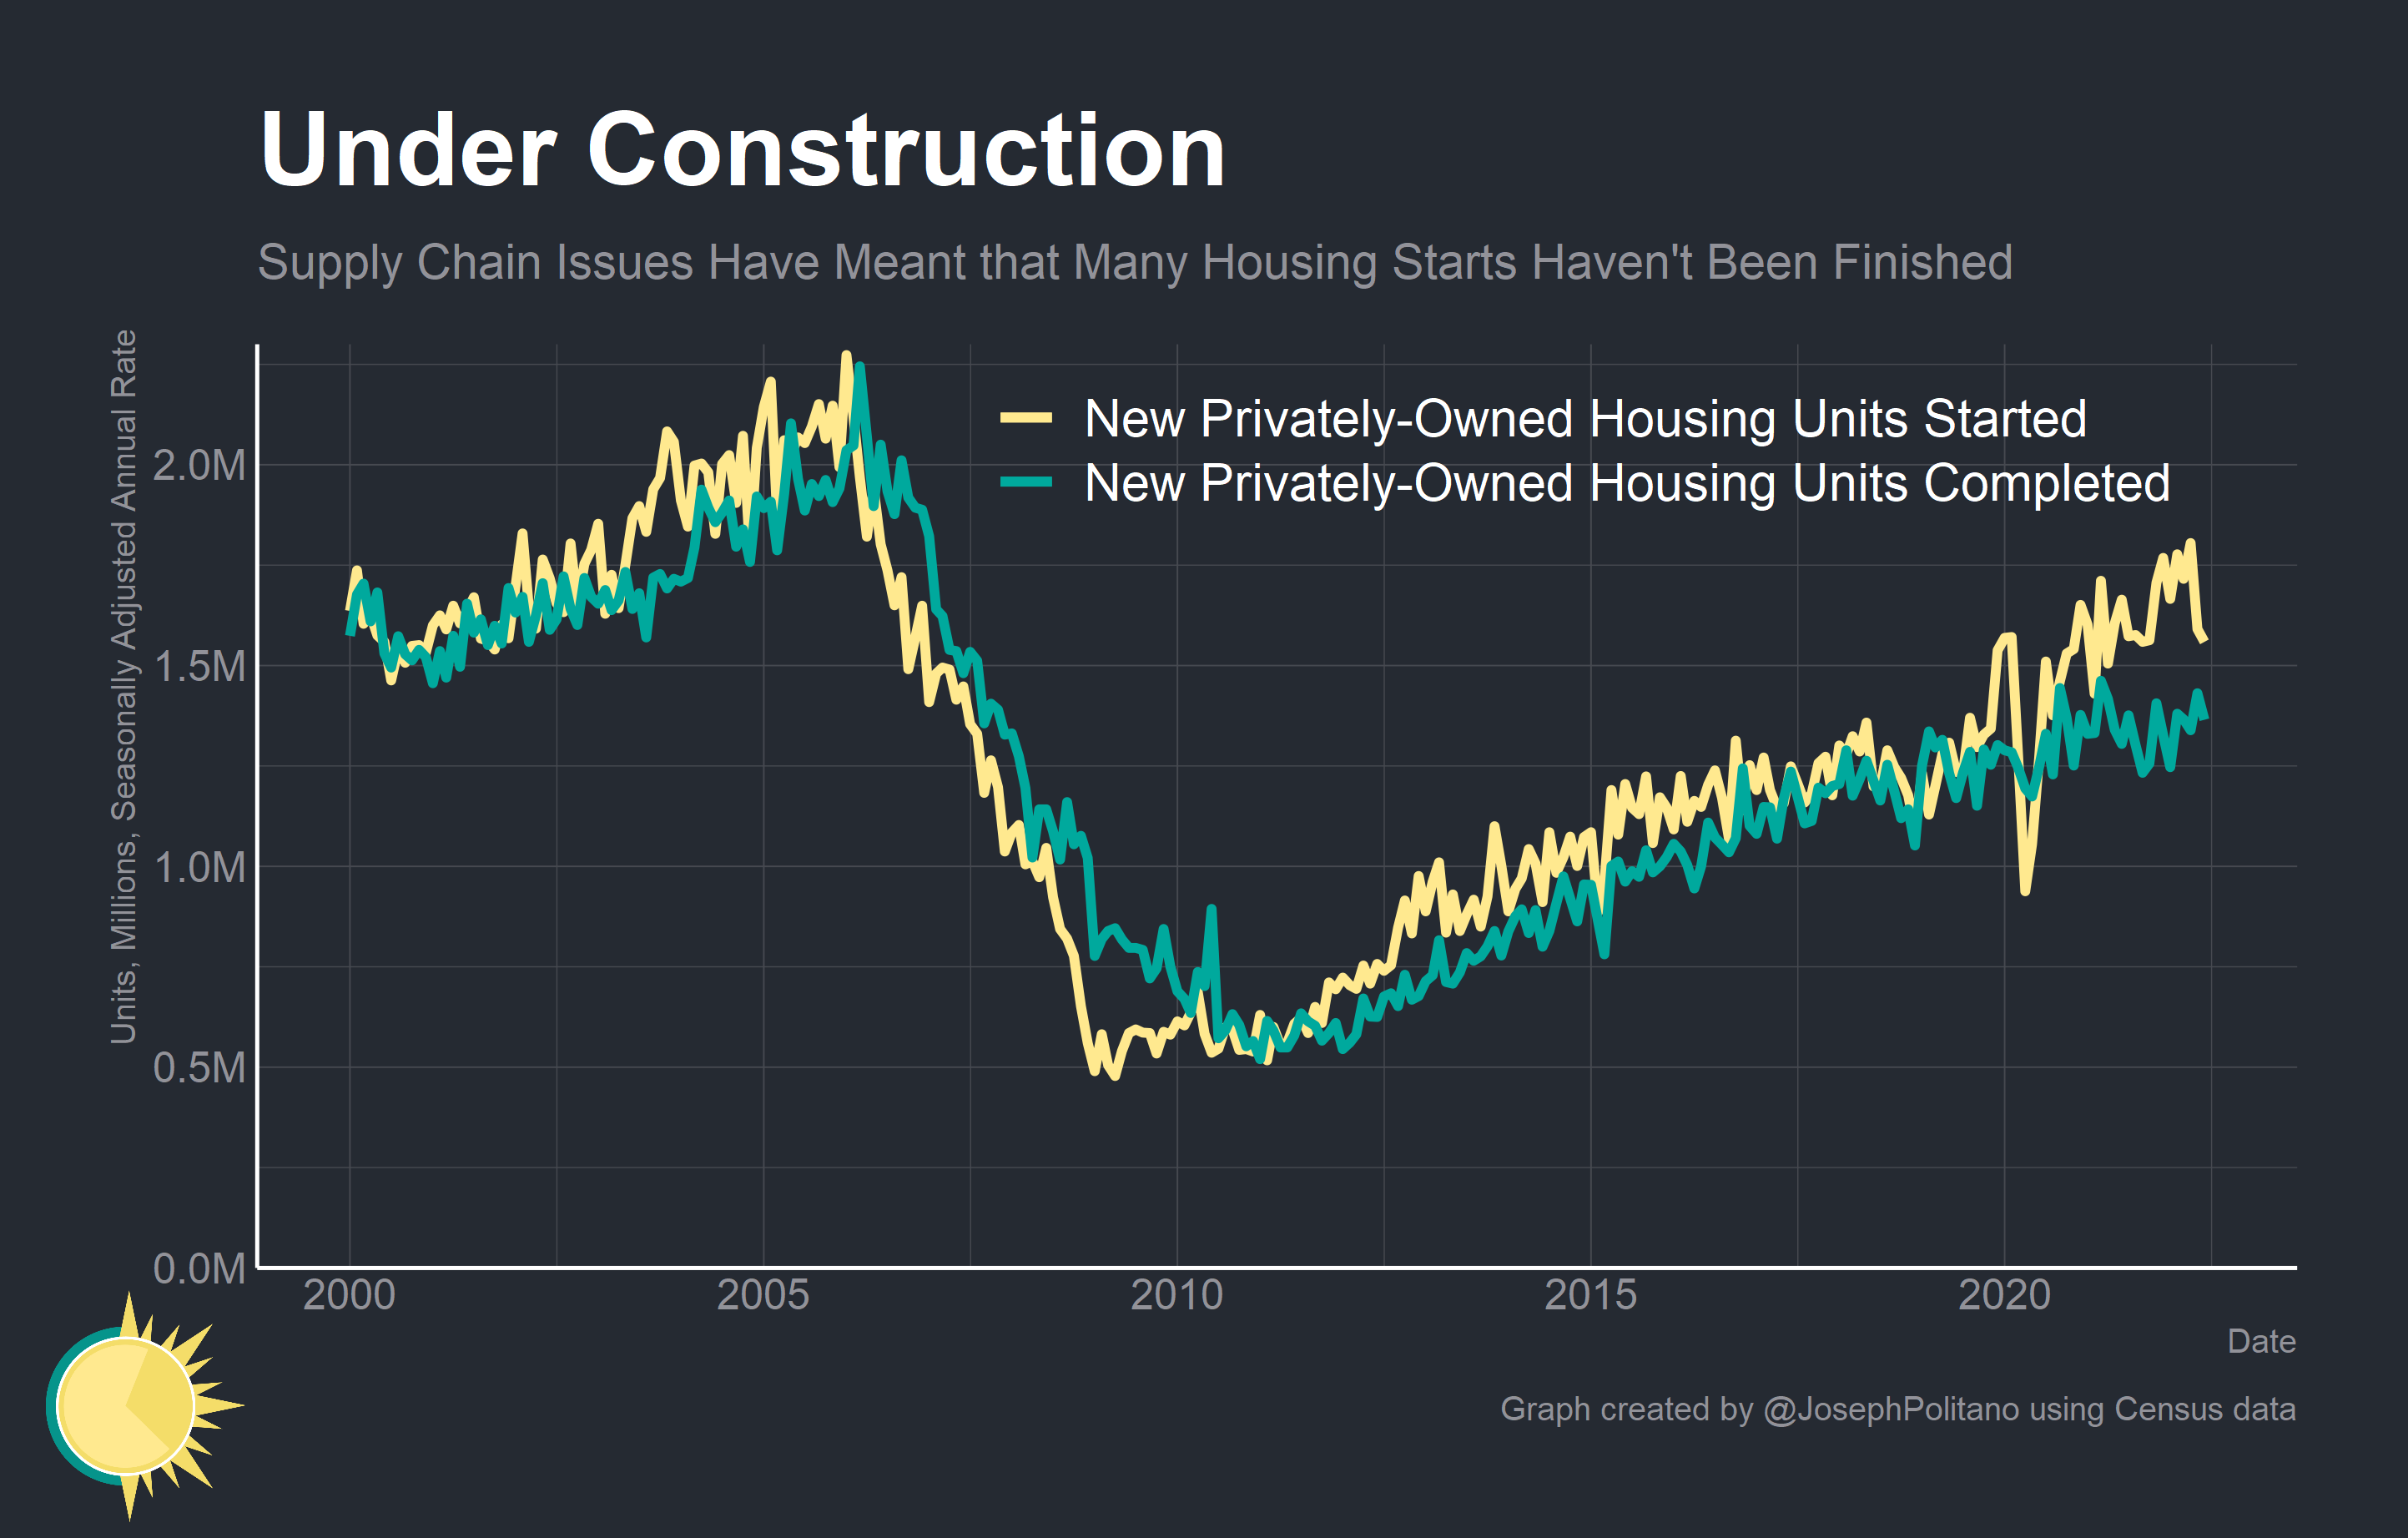 Under Construction
Supply Chain Issues Have Meant that Many Housing Starts Haven't Been Finished
Units, Millions, Seasonally Adjusted Annual Rate
New Privately-Owned Housing Units Started
New Privately-Owned Housing Units Completed
2.0M
1.5M
1.0M
0.5M
0.0M
2000 2005 2010 2015 2020
Date
Graph created by @JosephPolitano using Census data